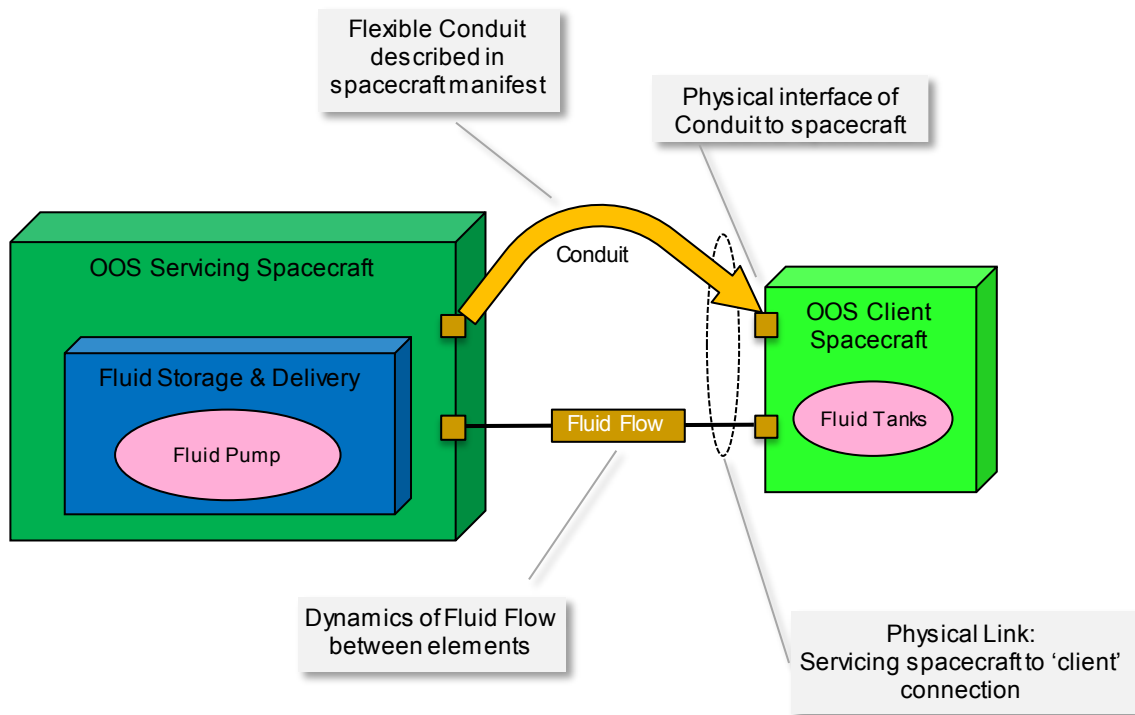 Flexible Conduit
described in
spacecraft manifest
Physical interface of
Conduit to spacecraft
OOS Servicing Spacecraft
Conduit
OOS Client
Spacecraft
Fluid Storage & Delivery
Fluid Pump
Fluid Flow
Fluid Tanks
Dynamics of Fluid Flow
between elements
Physical Link:
Servicing spacecraft to ‘client’
connection